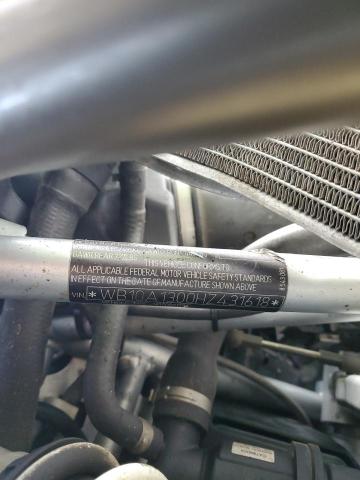 THIS VEHICLE CONFORMS TO
ALL APPLICABLE FEDERAL MOTOR VEHICLE SAFETY STANDARDS
IN EFFECT ON THE DATE OF MANUFACTURE SHOWN ABOVE
VIN: *WB10A1300HZ431618*